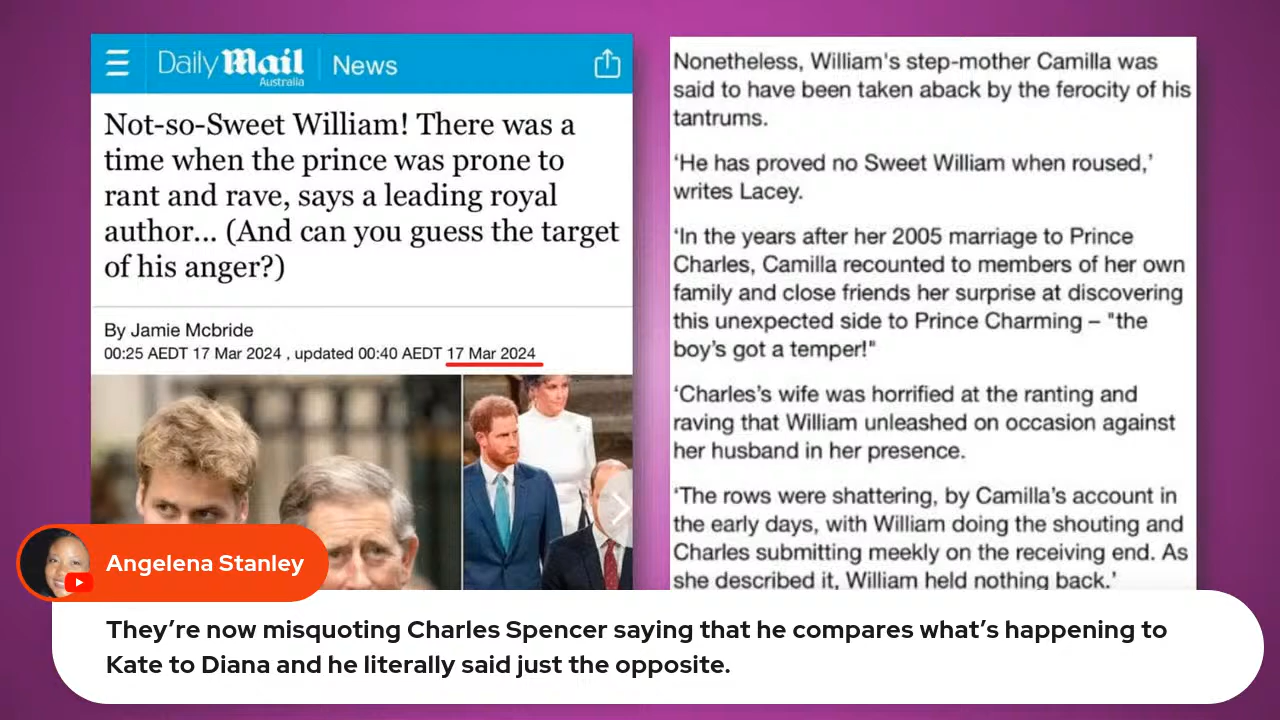 Daily Mail
Australia
News
Not-so-Sweet William! There was a
time when the prince was prone to
rant and rave, says a leading royal
author... (And can you guess the target
of his anger?)
By Jamie Mcbride
00:25 AEDT 17 Mar 2024 , updated 00:40 AEDT 17 Mar 2024
Nonetheless, William's step-mother Camilla was
said to have been taken aback by the ferocity of his
tantrums.
‘He has proved no Sweet William when roused,’
writes Lacey.
‘In the years after her 2005 marriage to Prince
Charles, Camilla recounted to members of her own
family and close friends her surprise at discovering
this unexpected side to Prince Charming – "the
boy’s got a temper!"
‘Charles’s wife was horrified at the ranting and
raving that William unleashed on occasion against
her husband in her presence.
‘The rows were shattering, by Camilla’s account in
the early days, with William doing the shouting and
Charles submitting meekly on the receiving end. As
she described it, William held nothing back.’
Angelena Stanley
They’re now misquoting Charles Spencer saying that he compares what’s happening to
Kate to Diana and he literally said just the opposite.